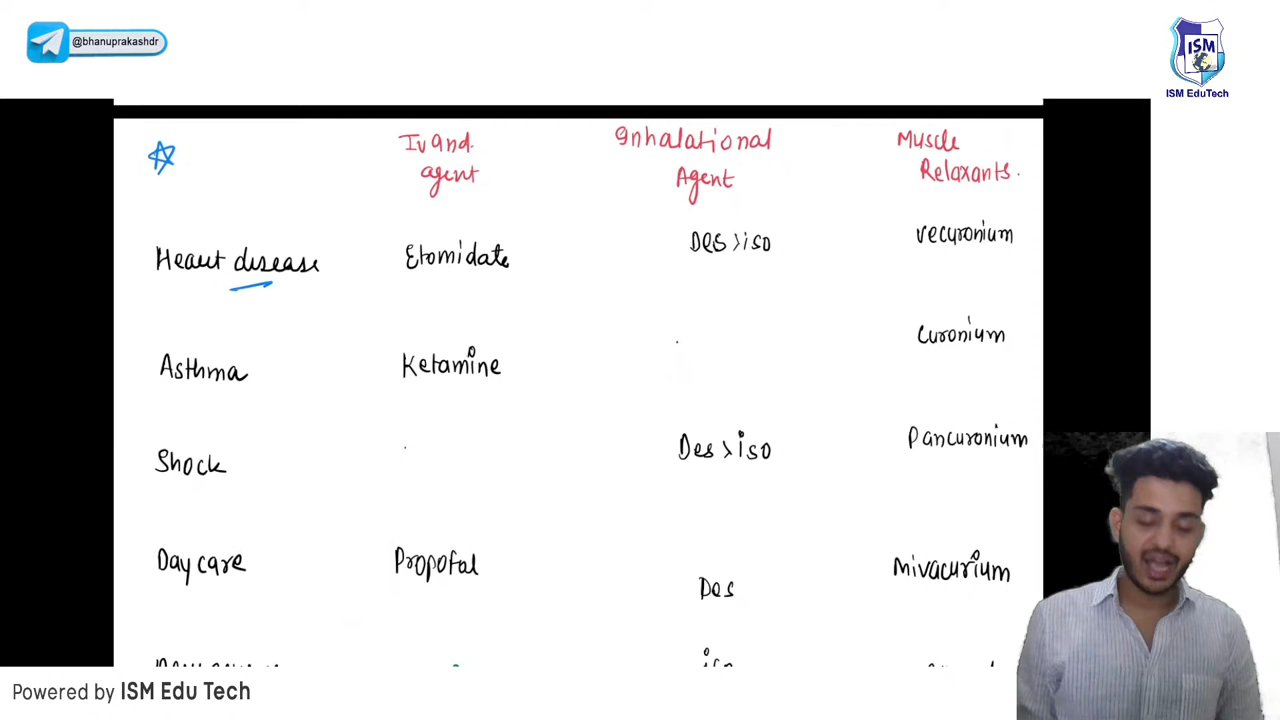 @bhanuprakashdr
ISM
ISM EduTech
Iv and. agent
Inhalational Agent
Muscle Relaxants.
Heart disease Etomidate Des > iso vecuronium
Asthma Ketamine curonium
Shock Des > iso Pancuronium
Day care Propofal Des Mivacurium
Powered by ISM Edu Tech